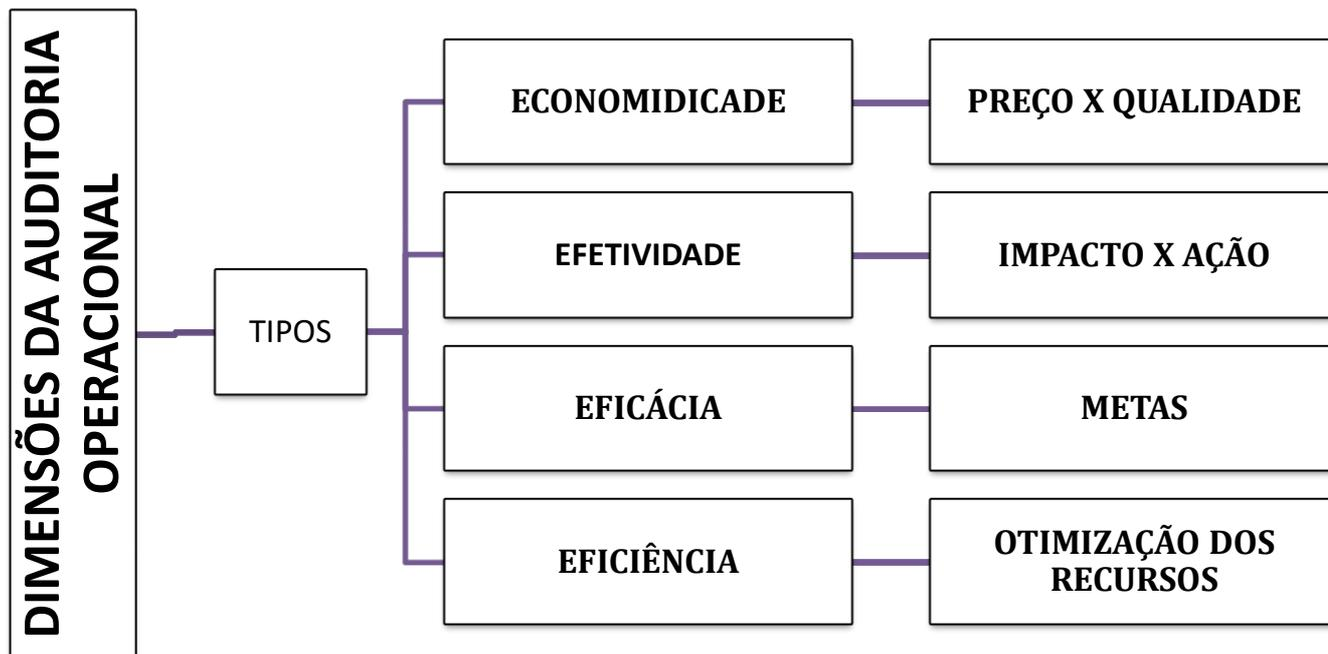 DIMENSÕES DA AUDITORIA
OPERACIONAL
TIPOS
ECONOMIDICADE
PREÇO X QUALIDADE
EFETIVIDADE
IMPACTO X AÇÃO
EFICÁCIA
METAS
EFICIÊNCIA
OTIMIZAÇÃO DOS
RECURSOS